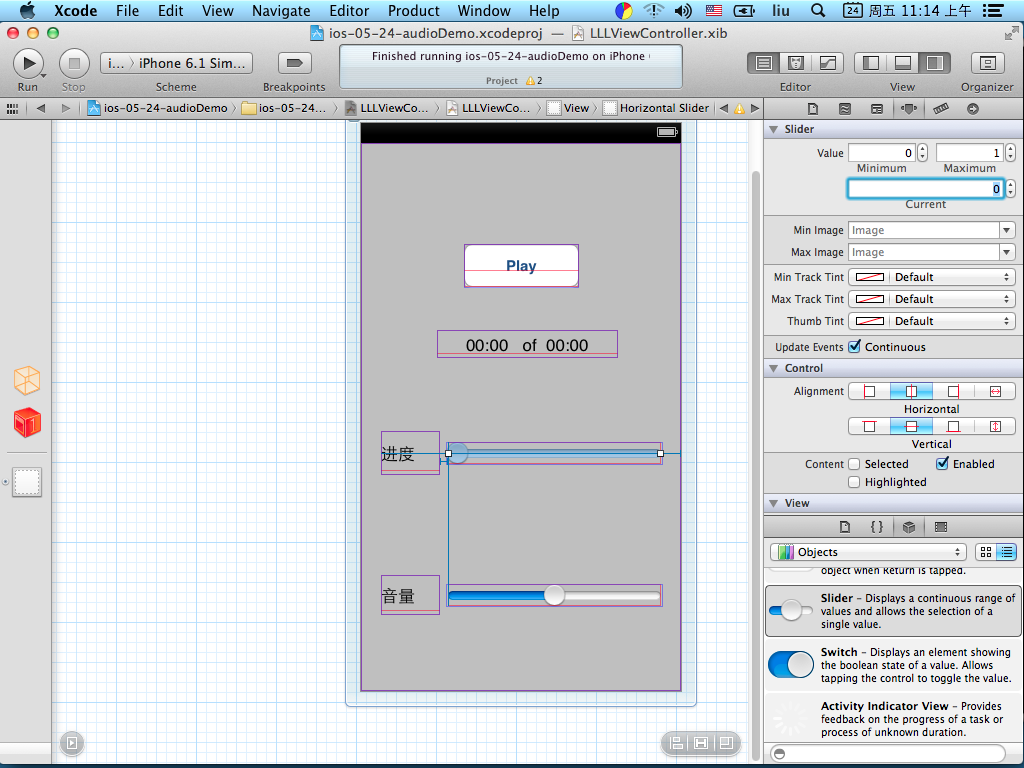 Xcode File Edit View Navigate Editor Product Window Help liu 24 周五 11:14 上午
ios-05-24-audioDemo.xcodeproj — LLLViewController.xib
Run Stop
i... 〉 iPhone 6.1 Sim...
Scheme
Breakpoints
Finished running ios-05-24-audioDemo on iPhone
Project 2
Editor View Organizer
ios-05-24-audioDemo ios-05-24... LLLViewCo... LLLViewCo... View Horizontal Slider
Play
00:00 of 00:00
进度
音量
Slider
Value 0 1
Minimum Maximum
0
Current
Min Image Image
Max Image Image
Min Track Tint Default
Max Track Tint Default
Thumb Tint Default
Update Events Continuous
Control
Alignment
Horizontal
Vertical
Content Selected Enabled
Highlighted
View
{ }
Objects
object when Return is tapped.
Slider – Displays a continuous range of
values and allows the selection of a
single value.
Switch – Displays an element showing
the boolean state of a value. Allows
tapping the control to toggle the value.
Activity Indicator View – Provides
feedback on the progress of a task or
process of unknown duration.